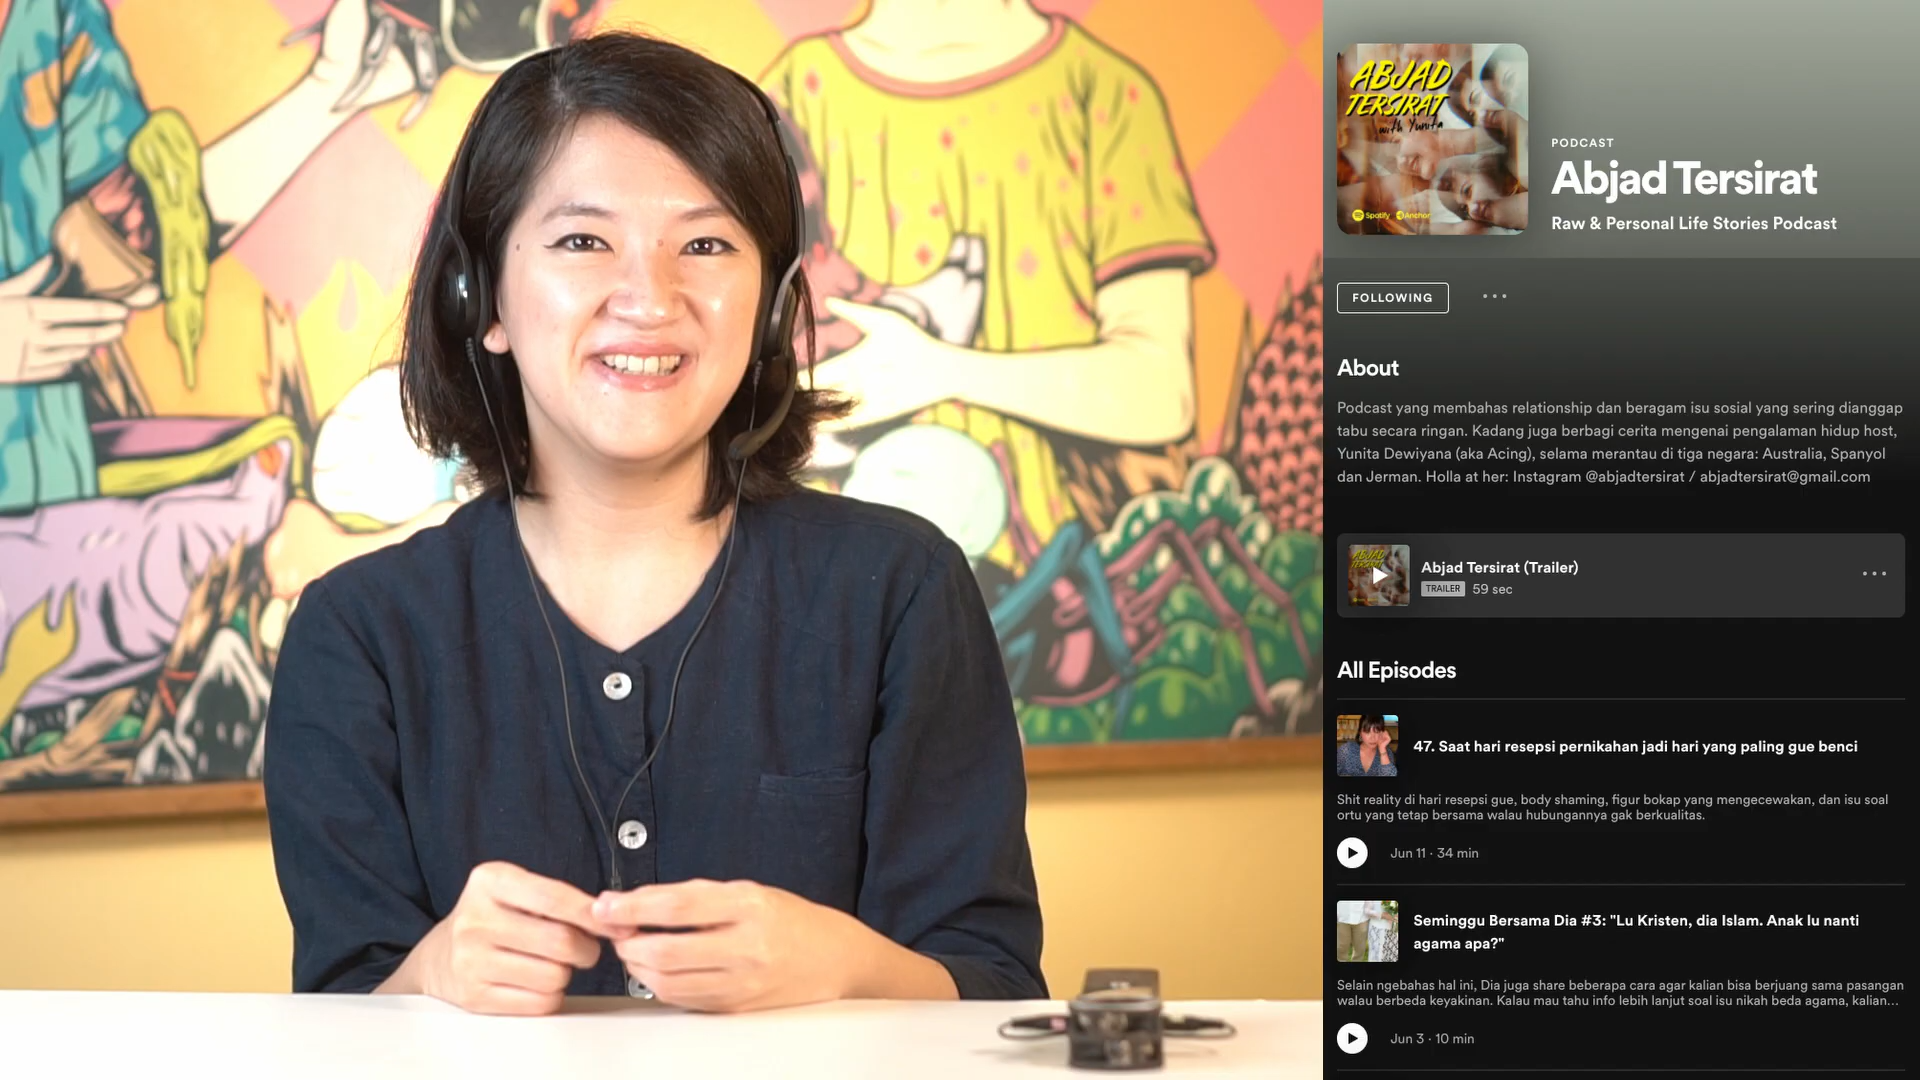 ABJAD
TERSIRAT
with Yunita
Spotify Anchor
PODCAST
Abjad Tersirat
Raw & Personal Life Stories Podcast
FOLLOWING
About
Podcast yang membahas relationship dan beragam isu sosial yang sering dianggap
tabu secara ringan. Kadang juga berbagi cerita mengenai pengalaman hidup host,
Yunita Dewiyana (aka Acing), selama merantau di tiga negara: Australia, Spanyol
dan Jerman. Holla at her: Instagram @abjadtersirat / abjadtersirat@gmail.com
ABJAD
TERSIRAT
Abjad Tersirat (Trailer)
TRAILER 59 sec
All Episodes
47. Saat hari resepsi pernikahan jadi hari yang paling gue benci
Shit reality di hari resepsi gue, body shaming, figur bokap yang mengecewakan, dan isu soal
ortu yang tetap bersama walau hubungannya gak berkualitas.
Jun 11 · 34 min
Seminggu Bersama Dia #3: "Lu Kristen, dia Islam. Anak lu nanti
agama apa?"
Selain ngebahas hal ini, Dia juga share beberapa cara agar kalian bisa berjuang sama pasangan
walau berbeda keyakinan. Kalau mau tahu info lebih lanjut soal isu nikah beda agama, kalian...
Jun 3 · 10 min